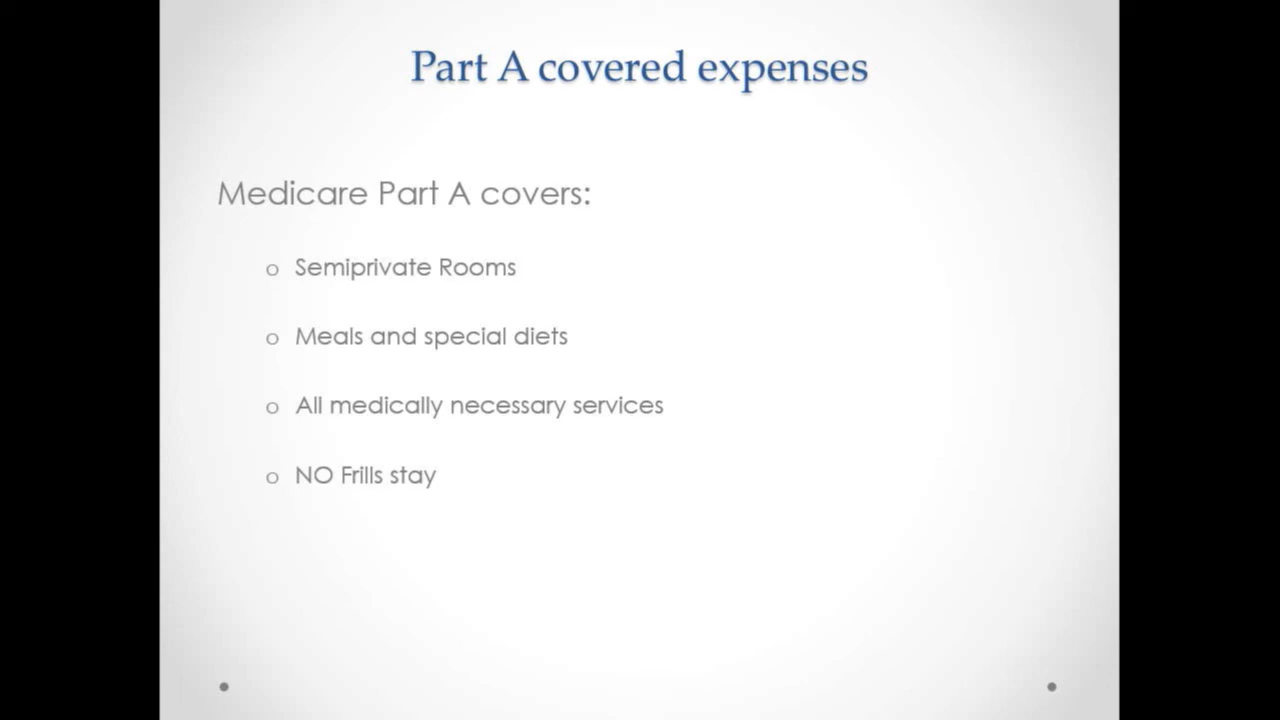 Part A covered expenses
Medicare Part A covers:
o Semiprivate Rooms
o Meals and special diets
o All medically necessary services
o NO Frills stay